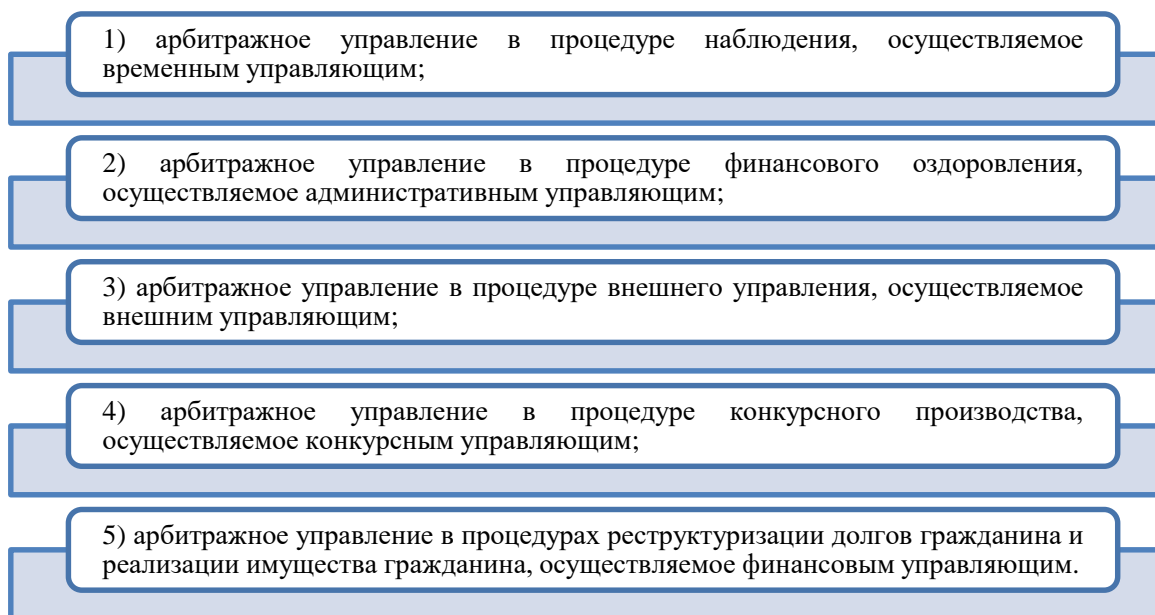 1) арбитражное управление в процедуре наблюдения, осуществляемое
временным управляющим;
2) арбитражное управление в процедуре финансового оздоровления,
осуществляемое административным управляющим;
3) арбитражное управление в процедуре внешнего управления, осуществляемое
внешним управляющим;
4) арбитражное управление в процедуре конкурсного производства,
осуществляемое конкурсным управляющим;
5) арбитражное управление в процедурах реструктуризации долгов гражданина и
реализации имущества гражданина, осуществляемое финансовым управляющим.